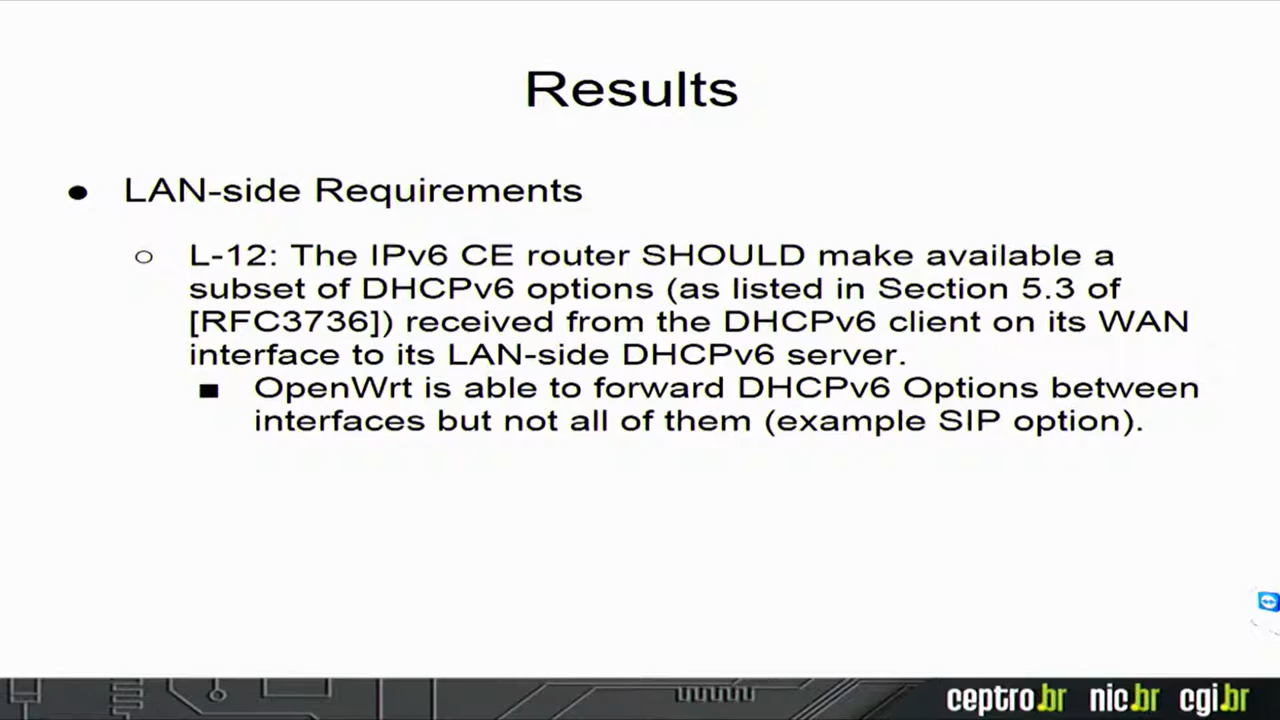 Results
LAN-side Requirements
L-12: The IPv6 CE router SHOULD make available a
subset of DHCPv6 options (as listed in Section 5.3 of
[RFC3736]) received from the DHCPv6 client on its WAN
interface to its LAN-side DHCPv6 server.
OpenWrt is able to forward DHCPv6 Options between
interfaces but not all of them (example SIP option).
ceptro.br nic.br cgi.br